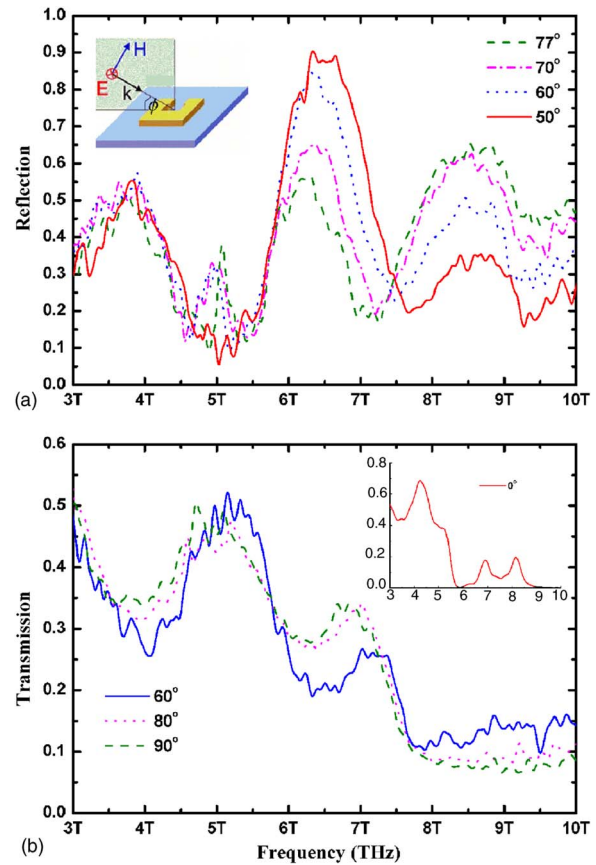 1.0
0.9
0.8
0.7
0.6
0.5
0.4
0.3
0.2
0.1
0.0
Reflection
H
E
k
ϕ
77°
70°
60°
50°
3T 4T 5T 6T 7T 8T 9T 10T
(a)
0.6
0.5
0.4
0.3
0.2
0.1
0.0
Transmission
0.8
0.6
0.4
0.2
0.0
0°
3 4 5 6 7 8 9 10
60°
80°
90°
3T 4T 5T 6T 7T 8T 9T 10T
(b)
Frequency (THz)